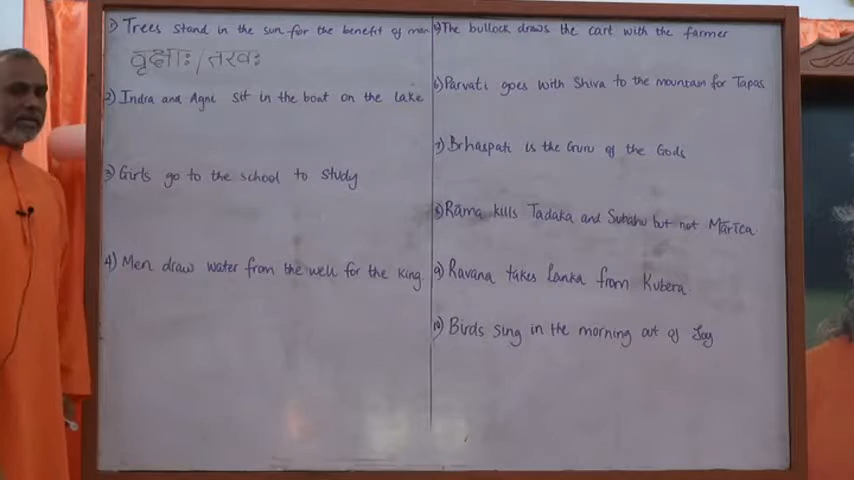 1) Trees stand in the sun for the benefit of men
वृक्षाः/तरवः
2) Indra and Agni sit in the boat on the lake
3) Girls go to the school to study
4) Men draw water from the well for the king
5) The bullock draws the cart with the farmer
6) Parvati goes with Shiva to the mountain for Tapas
7) Brhaspati is the Guru of the Gods
8) Rāma kills Tadaka and Subahu but not Mārīca.
9) Ravana takes Lanka from Kubera.
10) Birds sing in the morning out of Joy